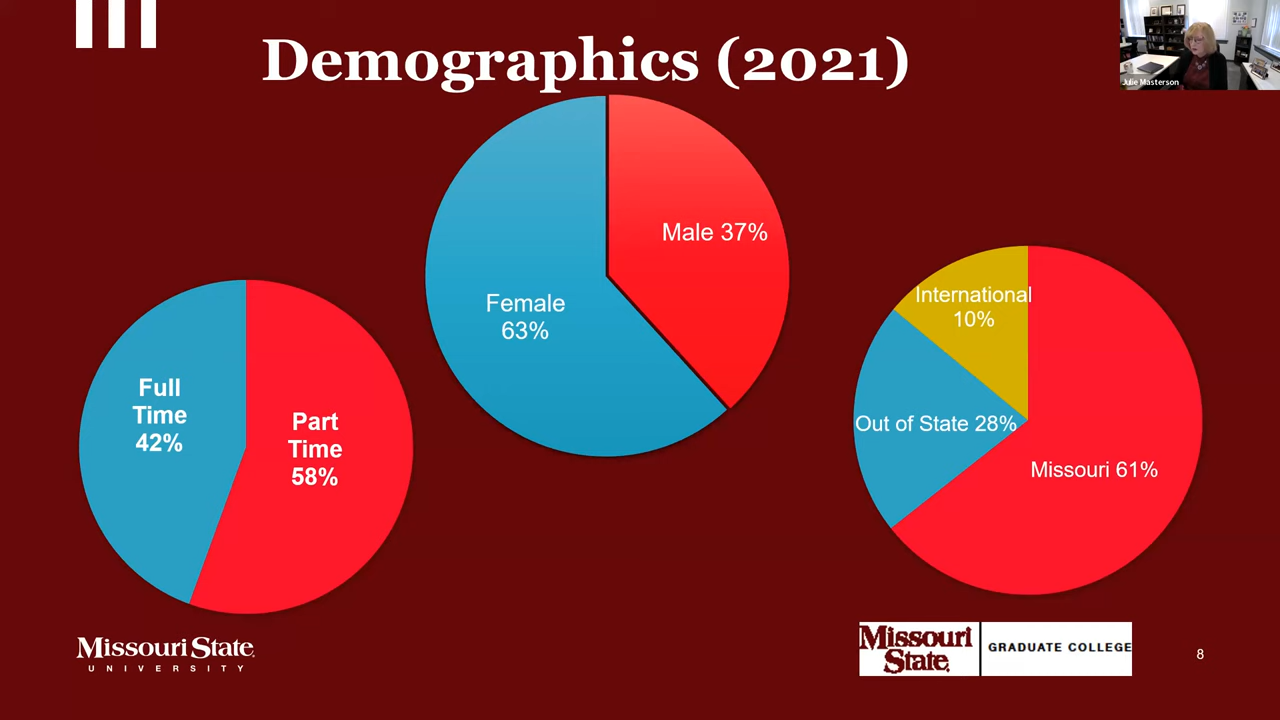 Demographics (2021)
Julie Masterson
Male 37%
Female
63%
Full
Time
42%
Part
Time
58%
International
10%
Out of State 28%
Missouri 61%
Missouri State
UNIVERSITY
Missouri
State
GRADUATE COLLEGE
8